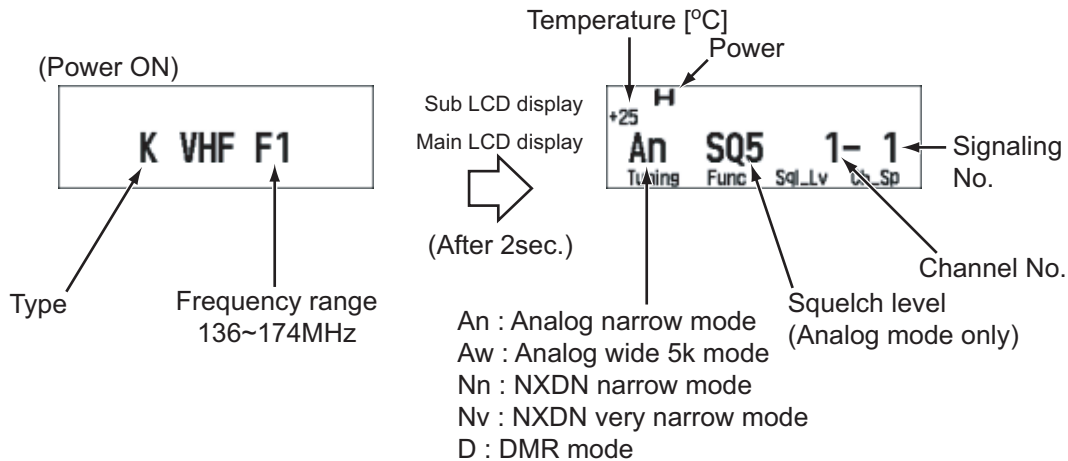 Temperature [°C]
Power
(Power ON)
K VHF F1
Type
Frequency range
136~174MHz
Sub LCD display
Main LCD display
(After 2sec.)
H
+25
An SQ5 1- 1
Tuning Func Sql_Lv Ch_Sp
Signaling
No.
Channel No.
Squelch level
(Analog mode only)
An : Analog narrow mode
Aw : Analog wide 5k mode
Nn : NXDN narrow mode
Nv : NXDN very narrow mode
D : DMR mode